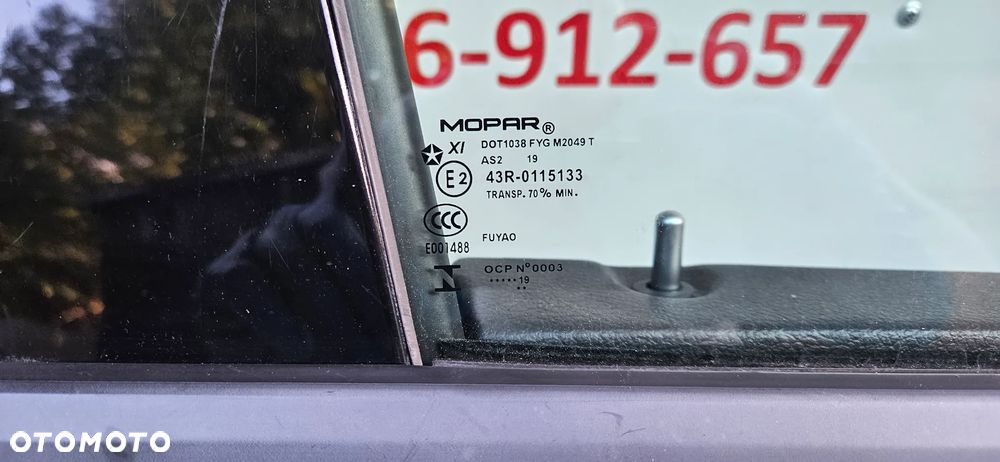 6-912-657
MOPAR®
XI DOT1038 FYG M2049 T
AS2 19
E2 43R-0115133
TRANSP. 70% MIN.
CCC
E001488 FUYAO
OCP Nº0003
•••••19
••
OTOMOTO